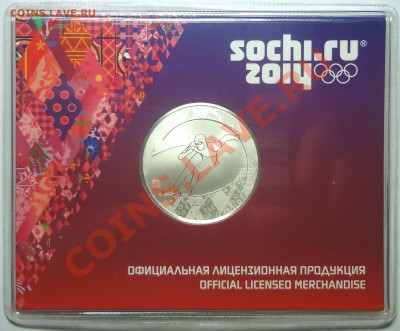 COINS.LAVE.RU
sochi.ru®
2014
ОФИЦИАЛЬНАЯ ЛИЦЕНЗИОННАЯ ПРОДУКЦИЯ
OFFICIAL LICENSED MERCHANDISE
COINS.LAVE.RU